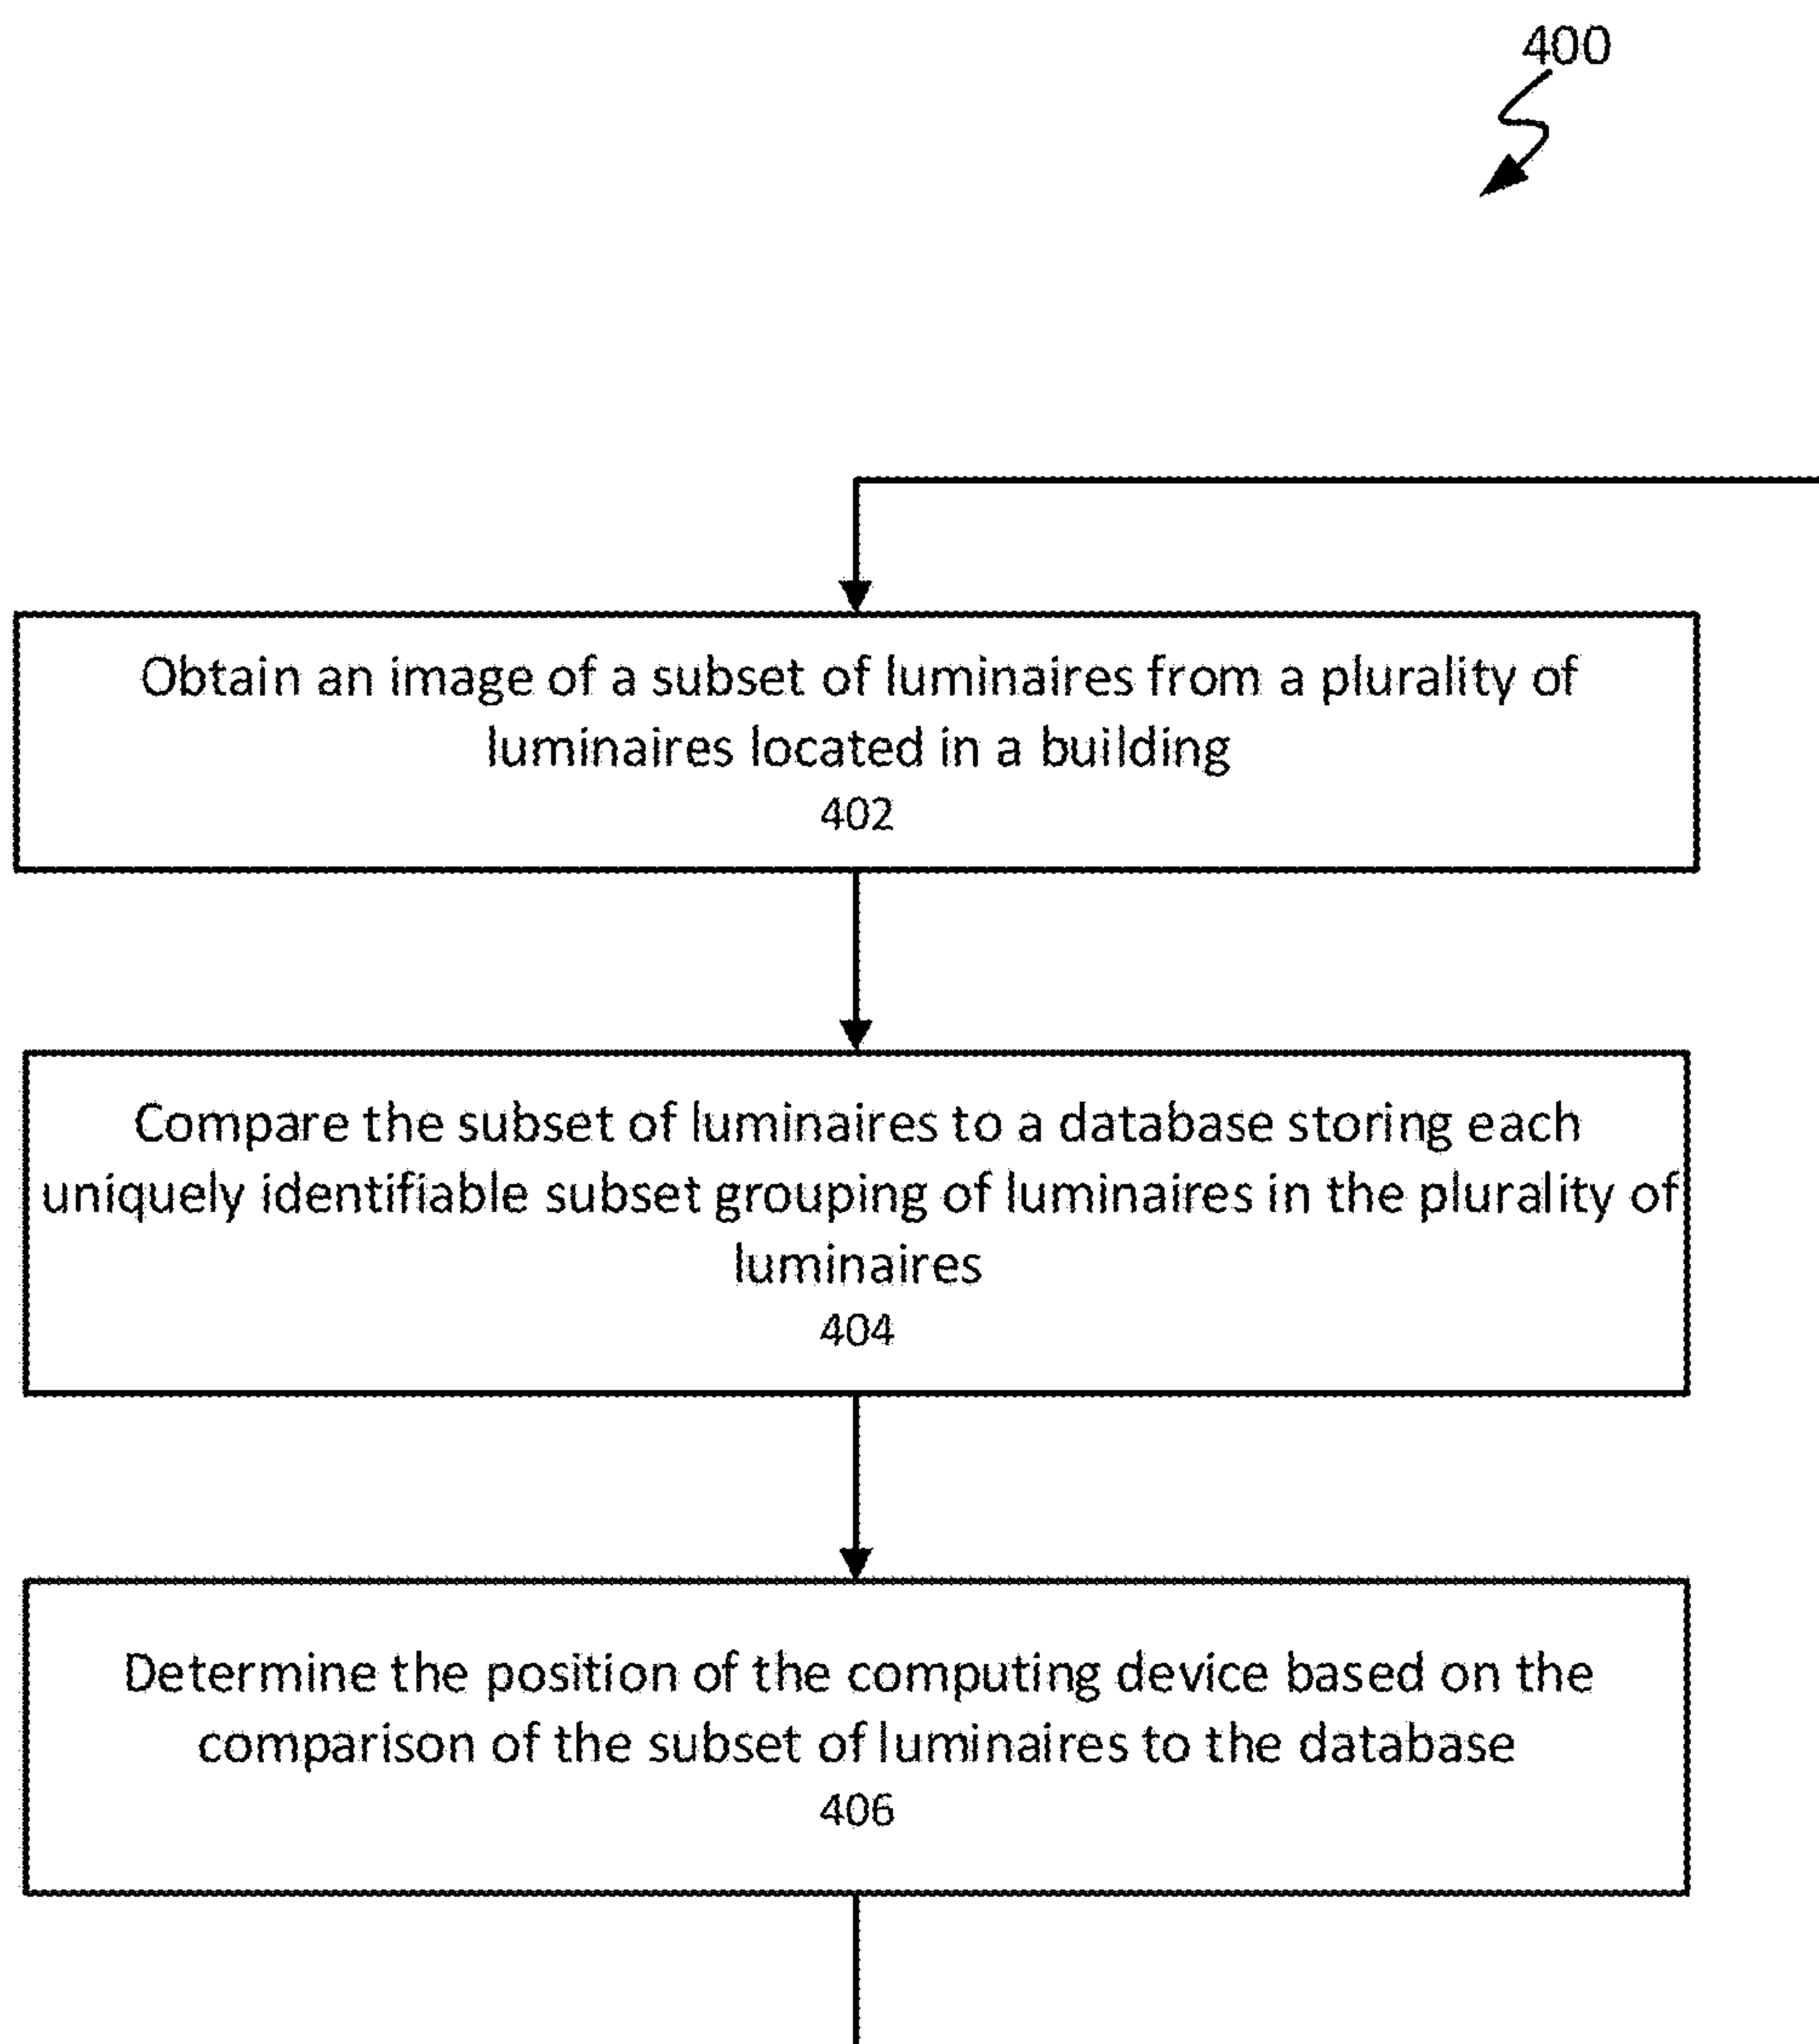 400
Obtain an image of a subset of luminaires from a plurality of
luminaires located in a building
402
Compare the subset of luminaires to a database storing each
uniquely identifiable subset grouping of luminaires in the plurality of
luminaires
404
Determine the position of the computing device based on the
comparison of the subset of luminaires to the database
406